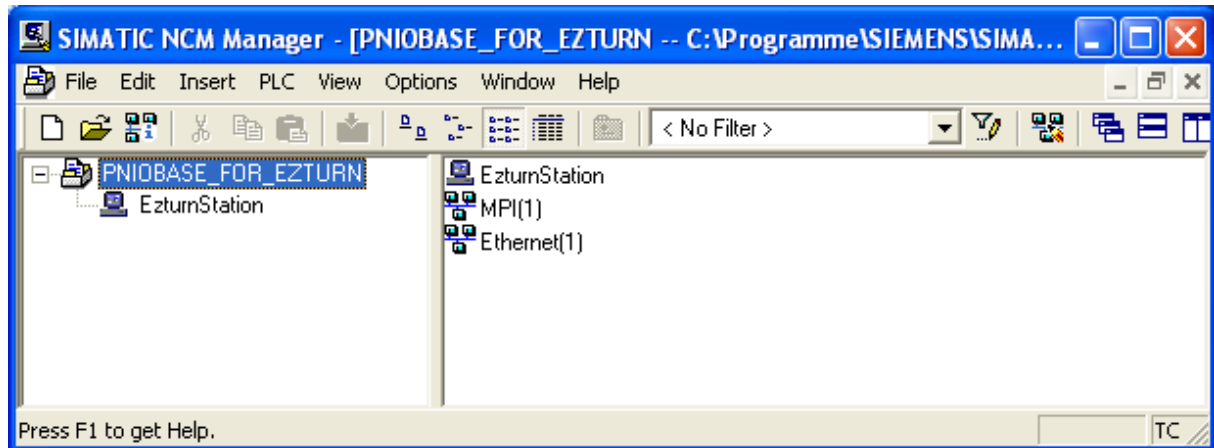 SIMATIC NCM Manager - [PNIOBASE_FOR_EZTURN -- C:\Programme\SIEMENS\SIMA...
File Edit Insert PLC View Options Window Help
< No Filter >
PNIOBASE_FOR_EZTURN
EzturnStation
EzturnStation
MPI(1)
Ethernet(1)
Press F1 to get Help.
TC